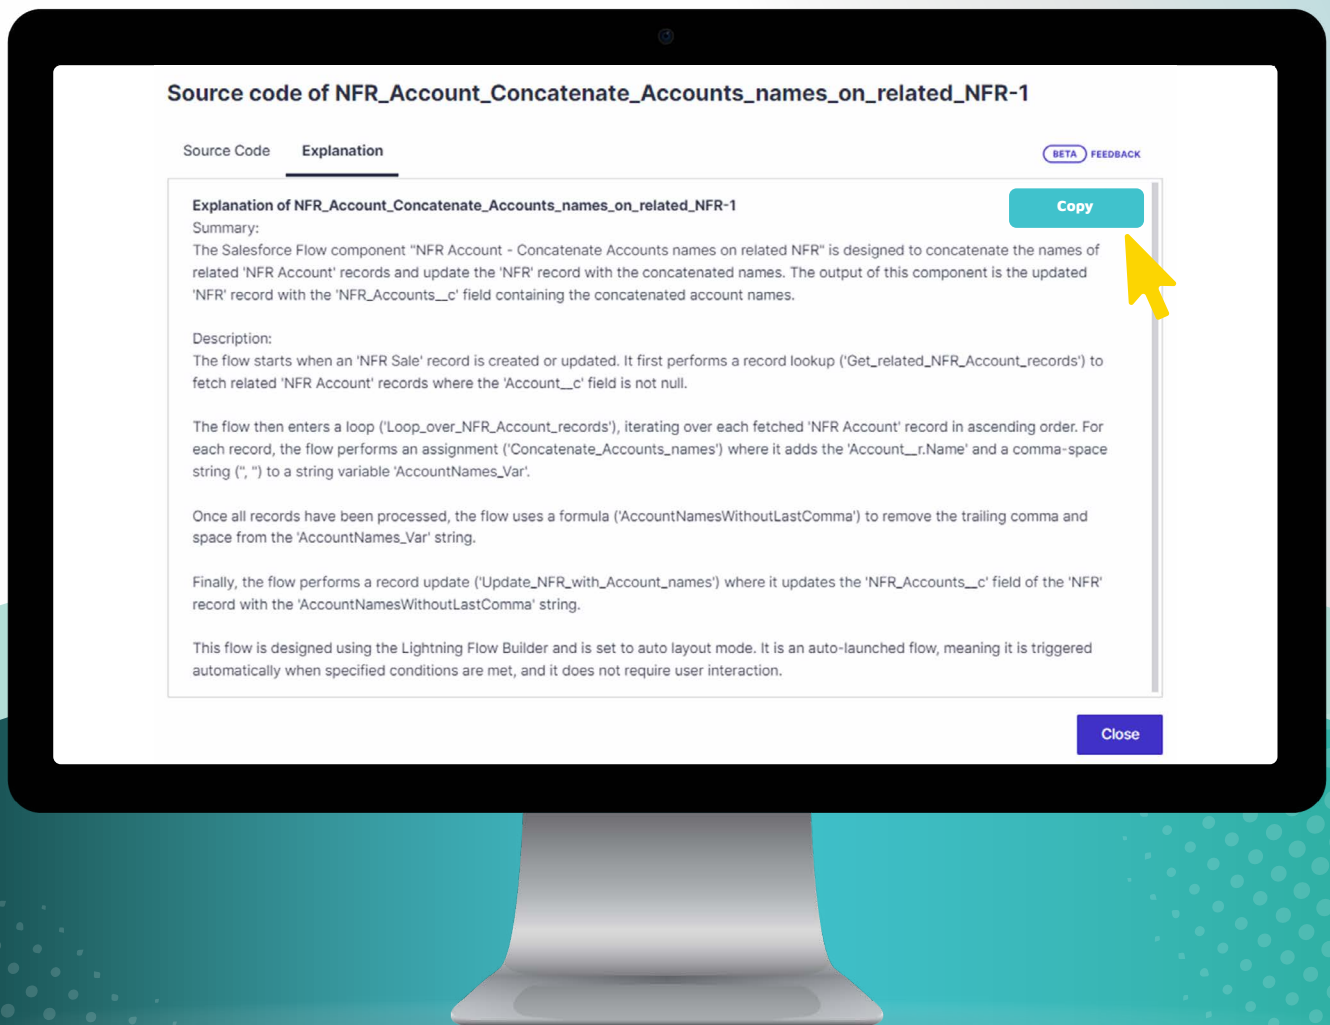 Source code of NFR_Account_Concatenate_Accounts_names_on_related_NFR-1
Source Code
Explanation
BETA FEEDBACK
Explanation of NFR_Account_Concatenate_Accounts_names_on_related_NFR-1
Copy
Summary:
The Salesforce Flow component "NFR Account - Concatenate Accounts names on related NFR" is designed to concatenate the names of
related 'NFR Account' records and update the 'NFR' record with the concatenated names. The output of this component is the updated
'NFR' record with the 'NFR_Accounts__c' field containing the concatenated account names.
Description:
The flow starts when an 'NFR Sale' record is created or updated. It first performs a record lookup ('Get_related_NFR_Account_records') to
fetch related 'NFR Account' records where the 'Account__c' field is not null.
The flow then enters a loop ('Loop_over_NFR_Account_records'), iterating over each fetched 'NFR Account' record in ascending order. For
each record, the flow performs an assignment ('Concatenate_Accounts_names') where it adds the 'Account__r.Name' and a comma-space
string (", ") to a string variable 'AccountNames_Var'.
Once all records have been processed, the flow uses a formula ('AccountNamesWithoutLastComma') to remove the trailing comma and
space from the 'AccountNames_Var' string.
Finally, the flow performs a record update ('Update_NFR_with_Account_names') where it updates the 'NFR_Accounts__c' field of the 'NFR'
record with the 'AccountNamesWithoutLastComma' string.
This flow is designed using the Lightning Flow Builder and is set to auto layout mode. It is an auto-launched flow, meaning it is triggered
automatically when specified conditions are met, and it does not require user interaction.
Close